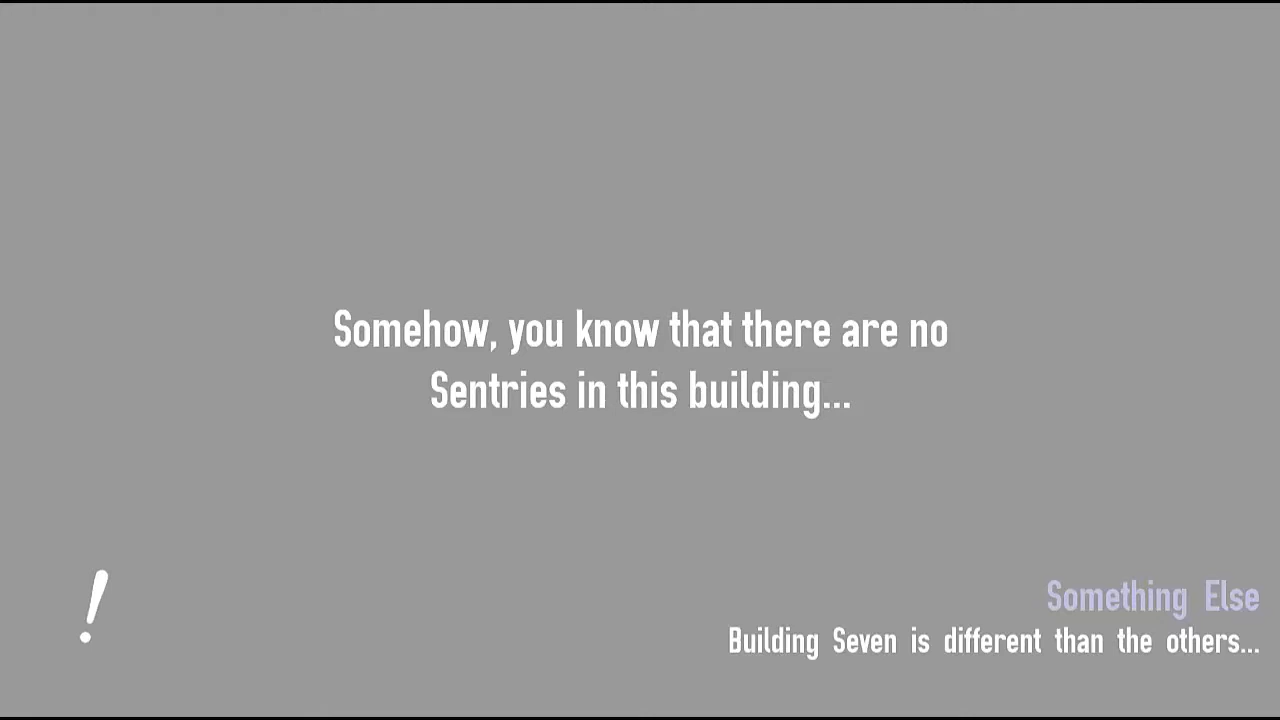 Somehow, you know that there are no
Sentries in this building...
!
Something Else
Building Seven is different than the others...